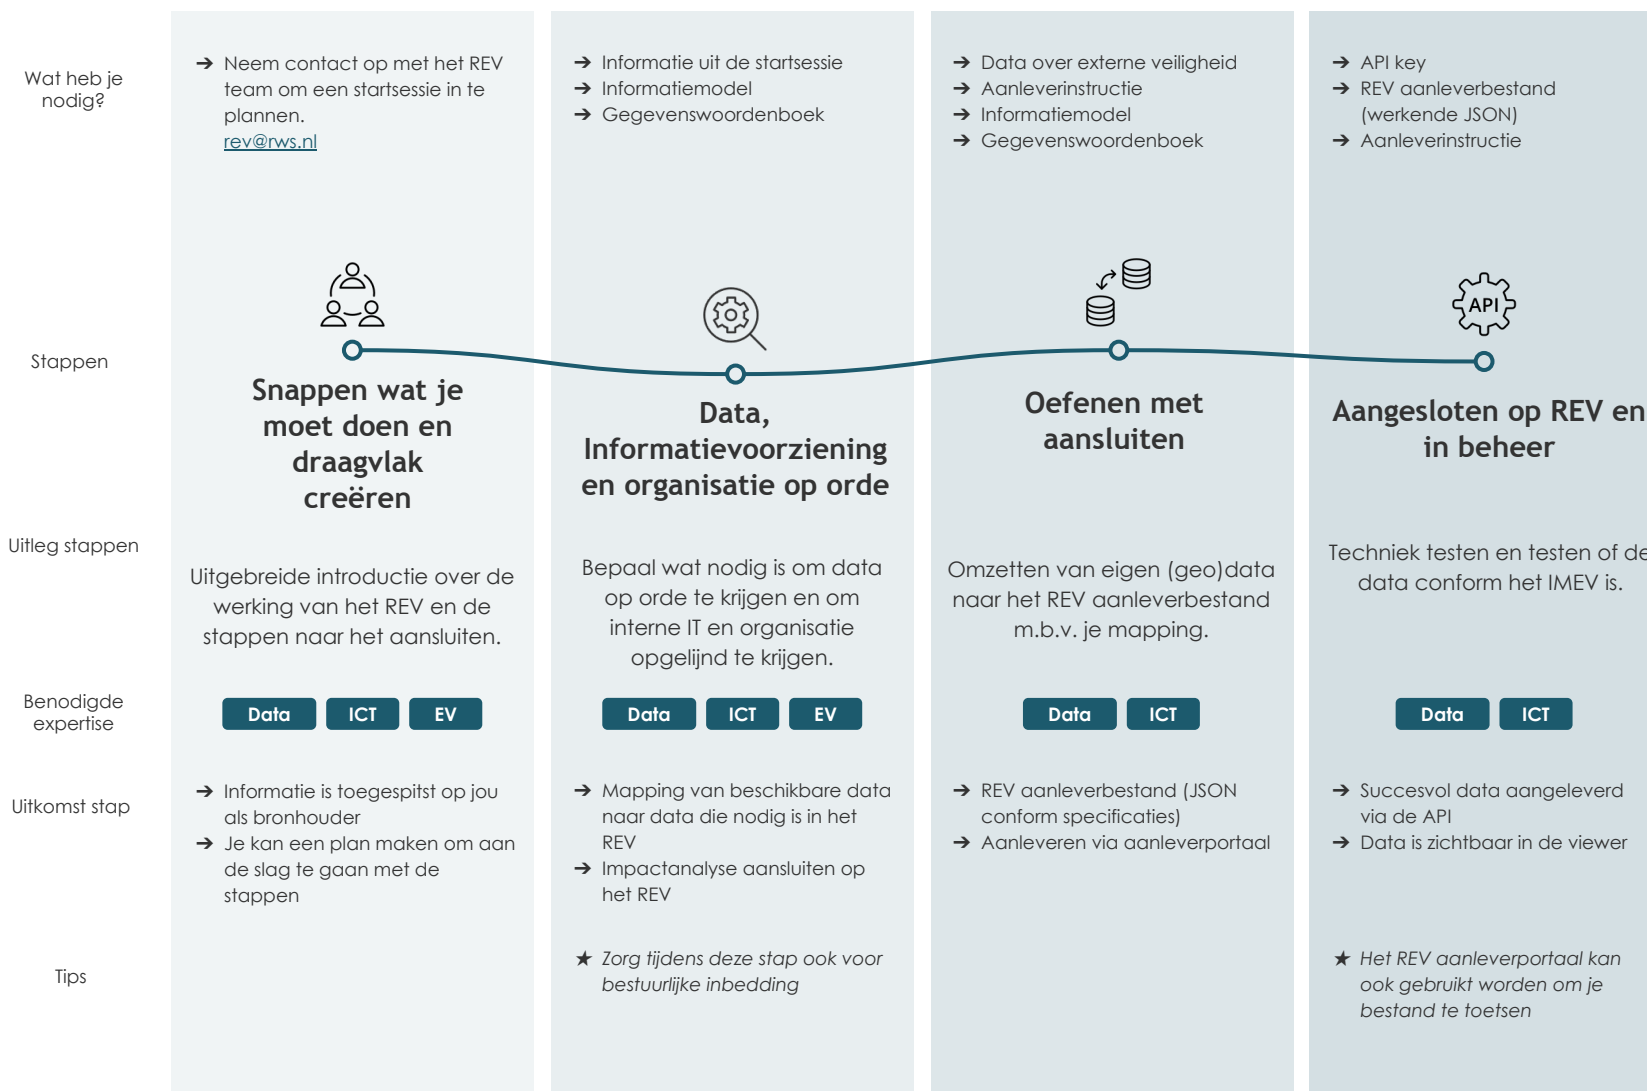 Wat heb je
nodig?
➔ Neem contact op met het REV
team om een startsessie in te
plannen.
rev@rws.nl
➔ Informatie uit de startsessie
➔ Informatiemodel
➔ Gegevenswoordenboek
➔ Data over externe veiligheid
➔ Aanleverinstructie
➔ Informatiemodel
➔ Gegevenswoordenboek
➔ API key
➔ REV aanleverbestand
(werkende JSON)
➔ Aanleverinstructie
API
Stappen
Snappen wat je
moet doen en
draagvlak
creëren
Data,
Informatievoorziening
en organisatie op orde
Oefenen met
aansluiten
Aangesloten op REV en
in beheer
Uitleg stappen
Uitgebreide introductie over de
werking van het REV en de
stappen naar het aansluiten.
Bepaal wat nodig is om data
op orde te krijgen en om
interne IT en organisatie
opgelijnd te krijgen.
Omzetten van eigen (geo)data
naar het REV aanleverbestand
m.b.v. je mapping.
Techniek testen en testen of de
data conform het IMEV is.
Benodigde
expertise
Data ICT EV
Data ICT EV
Data ICT
Data ICT
Uitkomst stap
➔ Informatie is toegespitst op jou
als bronhouder
➔ Je kan een plan maken om aan
de slag te gaan met de
stappen
➔ Mapping van beschikbare data
naar data die nodig is in het
REV
➔ Impactanalyse aansluiten op
het REV
➔ REV aanleverbestand (JSON
conform specificaties)
➔ Aanleveren via aanleverportaal
➔ Succesvol data aangeleverd
via de API
➔ Data is zichtbaar in de viewer
Tips
★ Zorg tijdens deze stap ook voor
bestuurlijke inbedding
★ Het REV aanleverportaal kan
ook gebruikt worden om je
bestand te toetsen